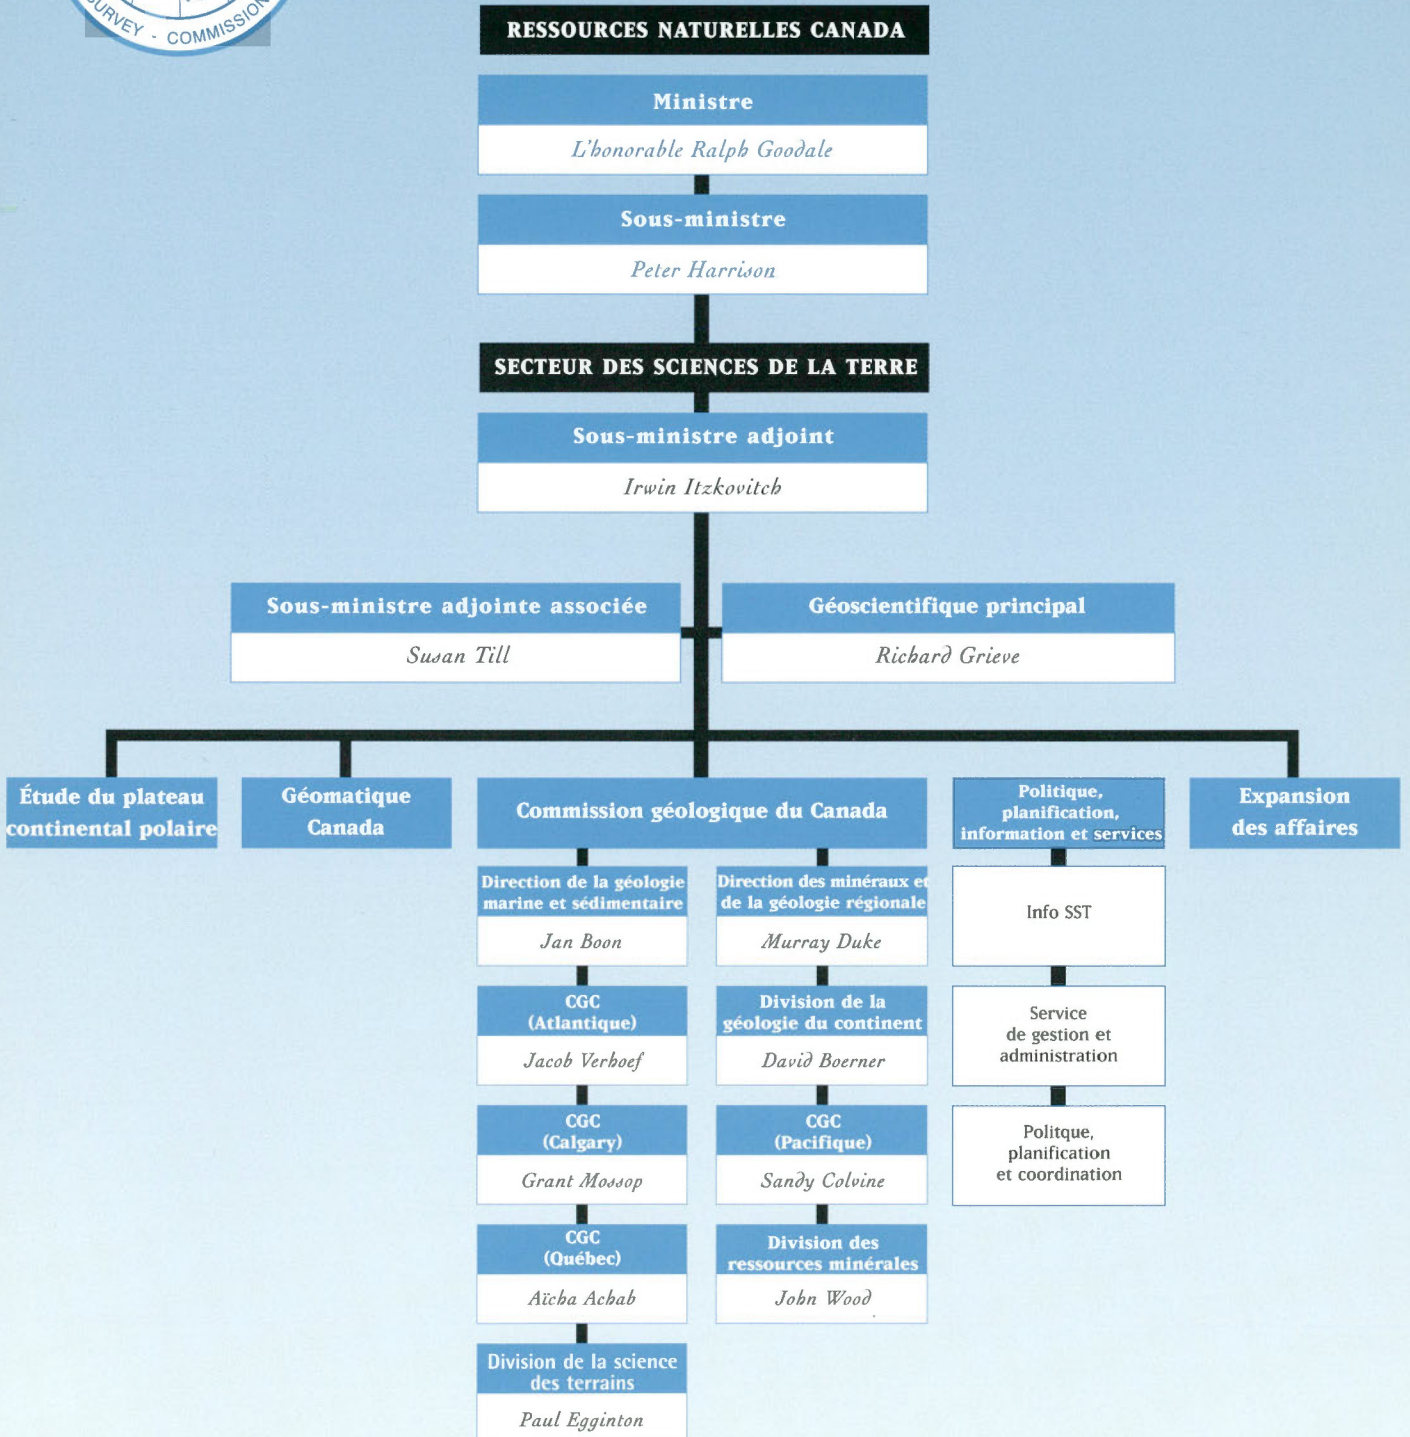 SURVEY - COMMISSION
RESSOURCES NATURELLES CANADA
Ministre
L'honorable Ralph Goodale
Sous-ministre
Peter Harrison
SECTEUR DES SCIENCES DE LA TERRE
Sous-ministre adjoint
Irwin Itzkovitch
Sous-ministre adjointe associée
Susan Till
Géoscientifique principal
Richard Grieve
Étude du plateau
continental polaire
Géomatique
Canada
Commission géologique du Canada
Politique,
planification,
information et services
Expansion
des affaires
Direction de la géologie
marine et sédimentaire
Jan Boon
CGC
(Atlantique)
Jacob Verhoef
CGC
(Calgary)
Grant Mossop
CGC
(Québec)
Aïcha Achab
Division de la science
des terrains
Paul Egginton
Direction des minéraux et
de la géologie régionale
Murray Duke
Division de la
géologie du continent
David Boerner
CGC
(Pacifique)
Sandy Colvine
Division des
ressources minérales
John Wood
Info SST
Service
de gestion et
administration
Politque,
planification
et coordination